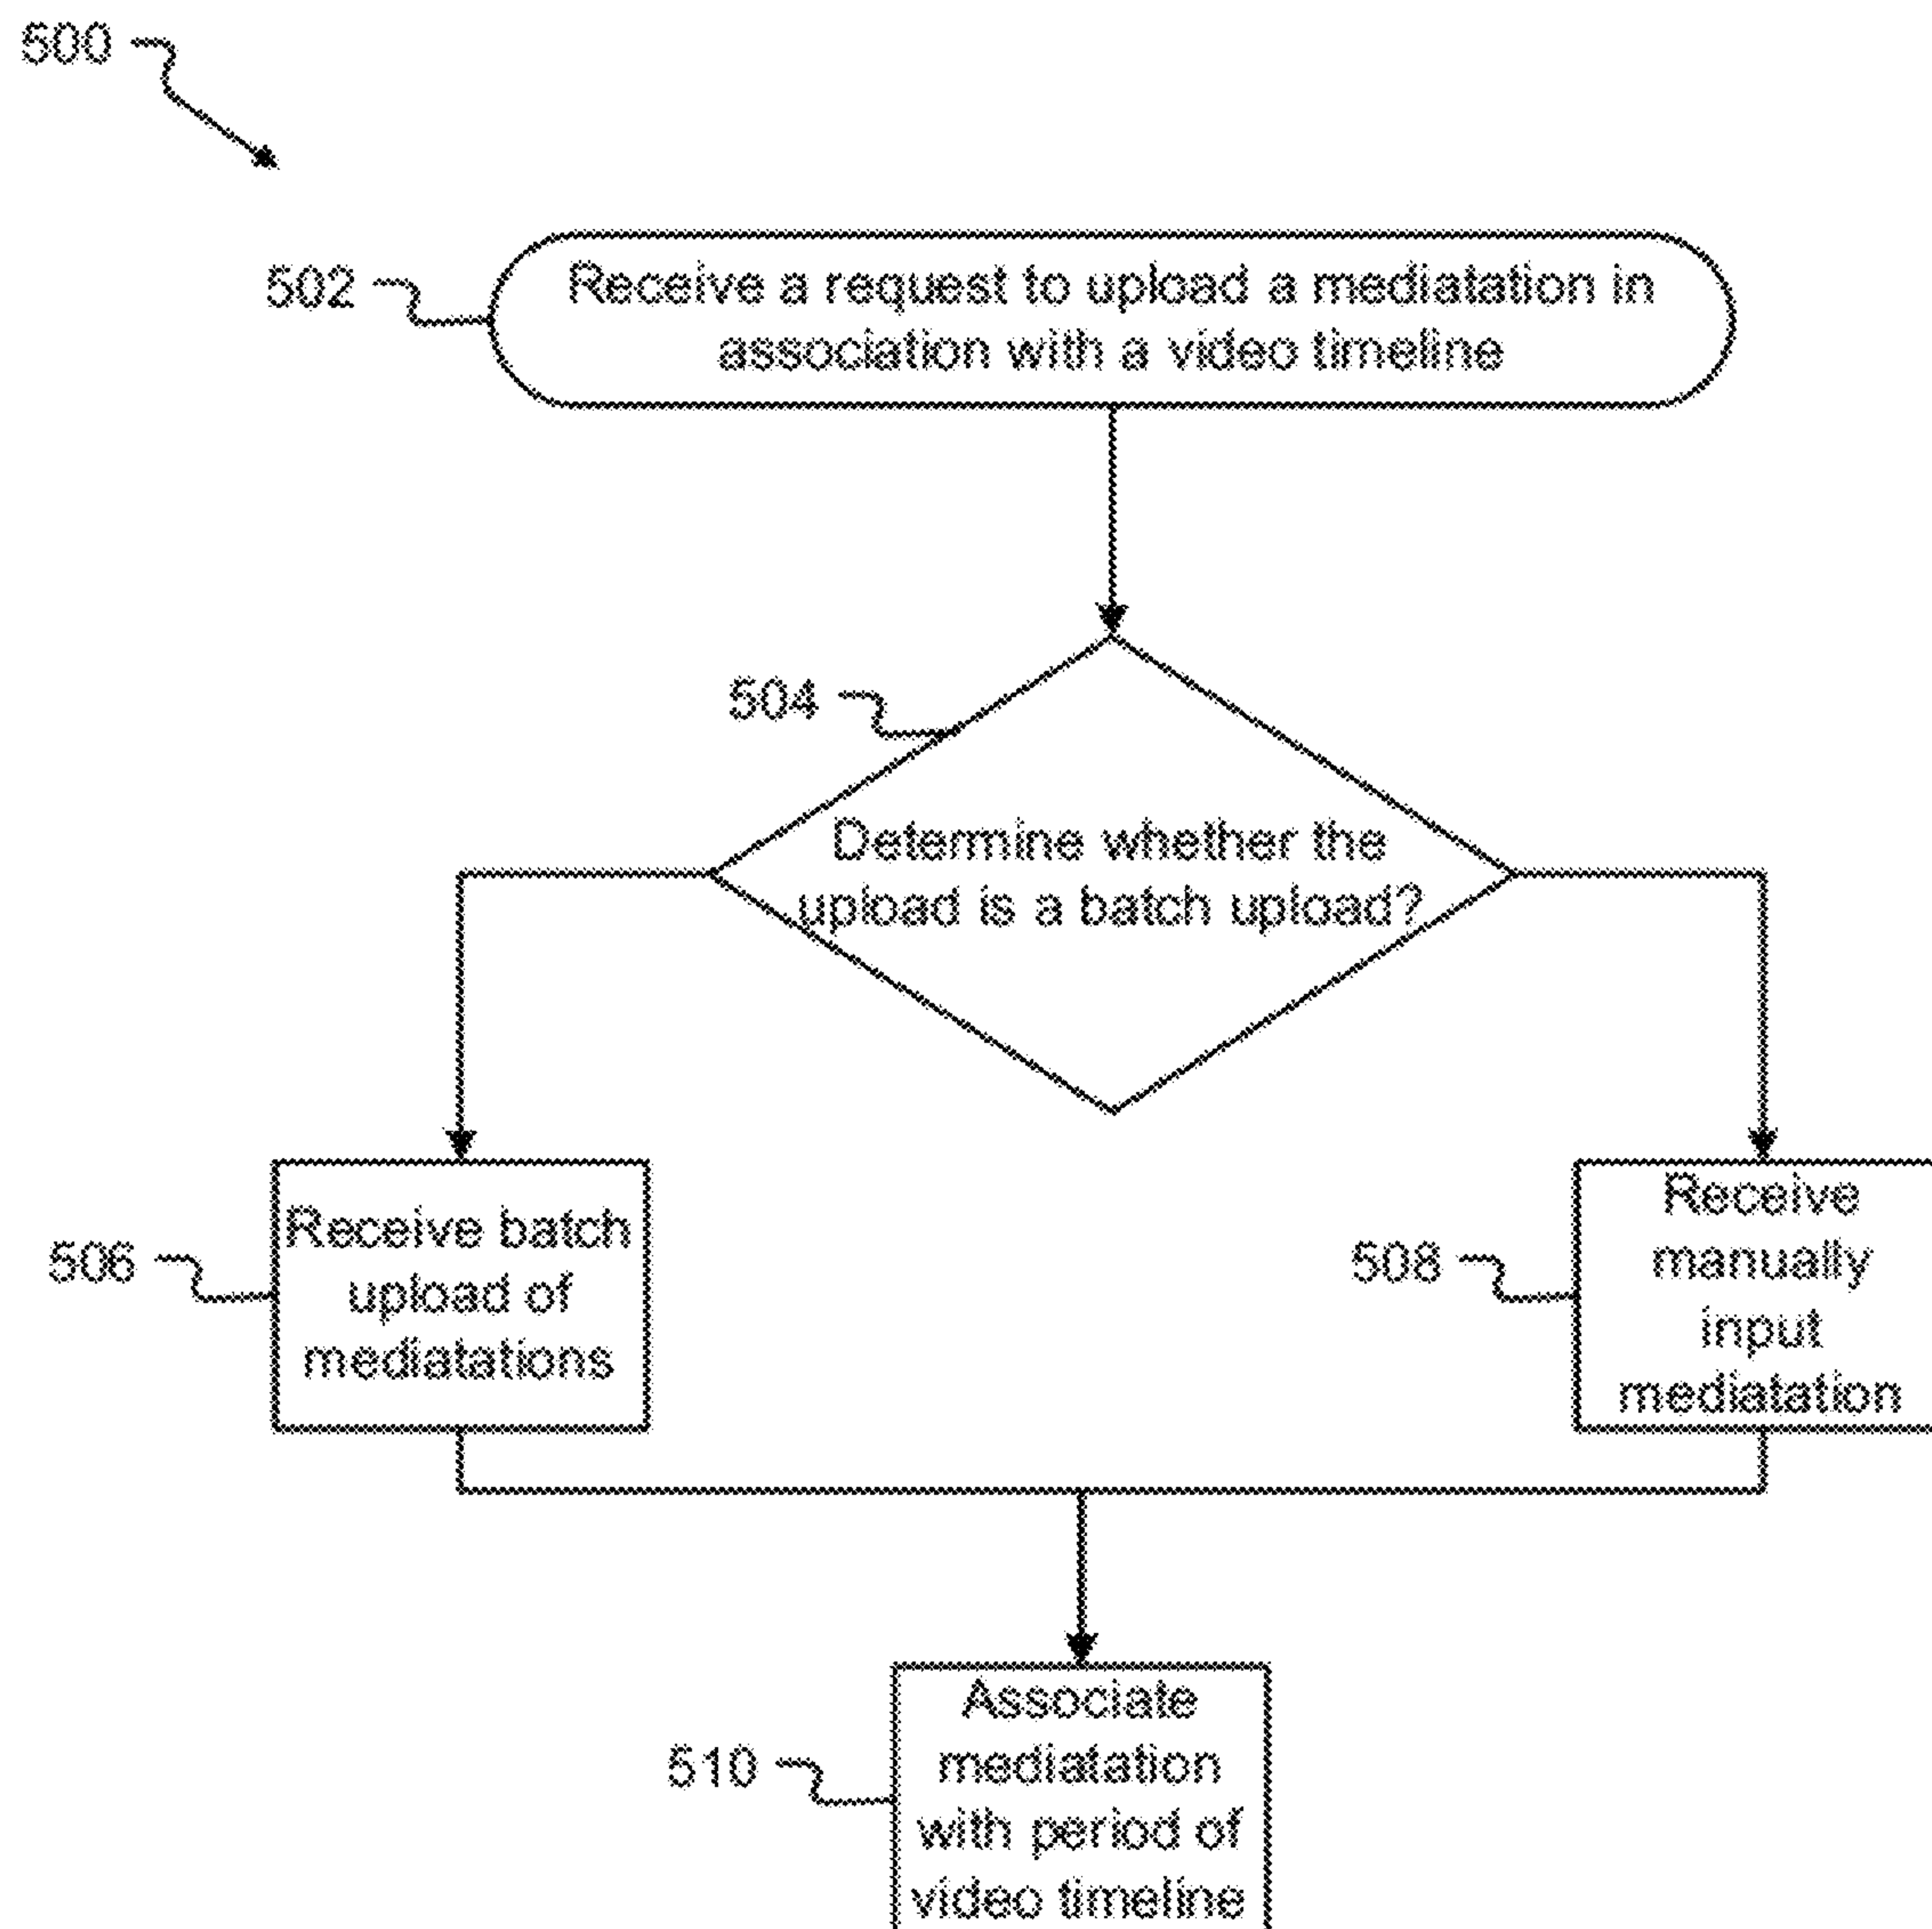 500
502
Receive a request to upload a mediatation in
association with a video timeline
504
Determine whether the
upload is a batch upload?
506
Receive batch
upload of
mediatations
508
Receive
manually
input
mediatation
510
Associate
mediatation
with period of
video timeline